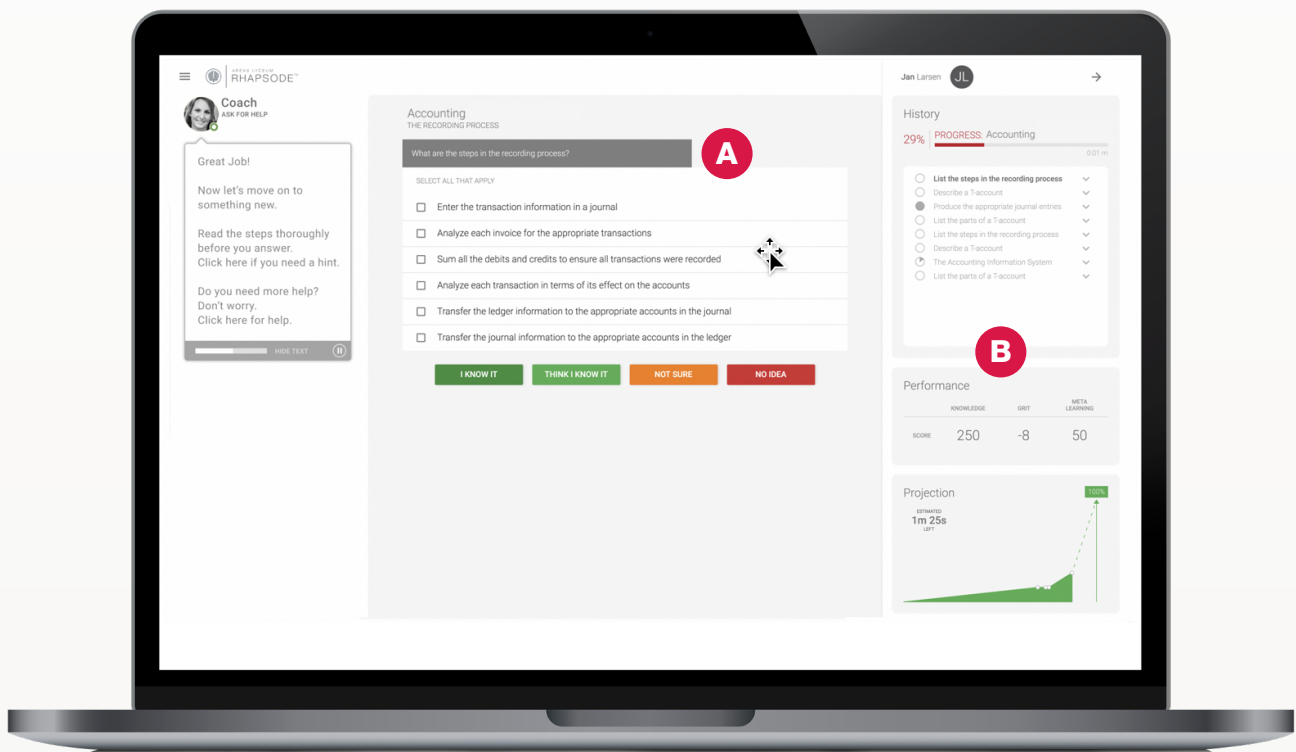 ARENA LYCEUM
RHAPSODE™
Coach
ASK FOR HELP
Great Job!
Now let's move on to
something new.
Read the steps thoroughly
before you answer.
Click here if you need a hint.
Do you need more help?
Don't worry.
Click here for help.
HIDE TEXT
Accounting
THE RECORDING PROCESS
What are the steps in the recording process?
A
SELECT ALL THAT APPLY
Enter the transaction information in a journal
Analyze each invoice for the appropriate transactions
Sum all the debits and credits to ensure all transactions were recorded
Analyze each transaction in terms of its effect on the accounts
Transfer the ledger information to the appropriate accounts in the journal
Transfer the journal information to the appropriate accounts in the ledger
I KNOW IT THINK I KNOW IT NOT SURE NO IDEA
Jan Larsen JL
History
29% PROGRESS: Accounting
0:01 m
List the steps in the recording process
Describe a T-account
Produce the appropriate journal entries
List the parts of a T-account
List the steps in the recording process
Describe a T-account
The Accounting Information System
List the parts of a T-account
B
Performance
KNOWLEDGE GRIT META
LEARNING
SCORE 250 -8 50
Projection 100%
ESTIMATED
1m 25s
LEFT